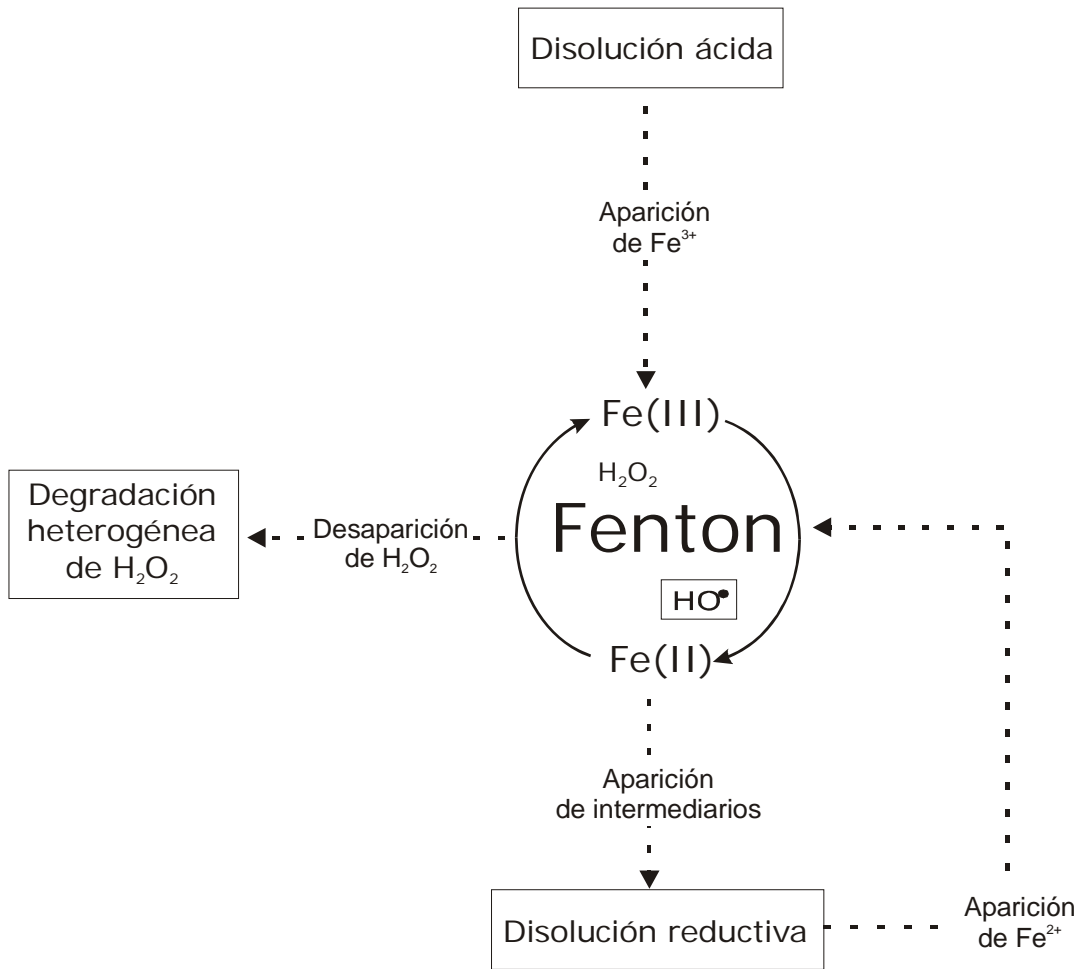 Disolución ácida
Aparición
de Fe³⁺
Fe(III)
H₂O₂
Fenton
HO•
Fe(II)
Degradación
heterogénea
de H₂O₂
Desaparición
de H₂O₂
Aparición
de intermediarios
Disolución reductiva
Aparición
de Fe²⁺